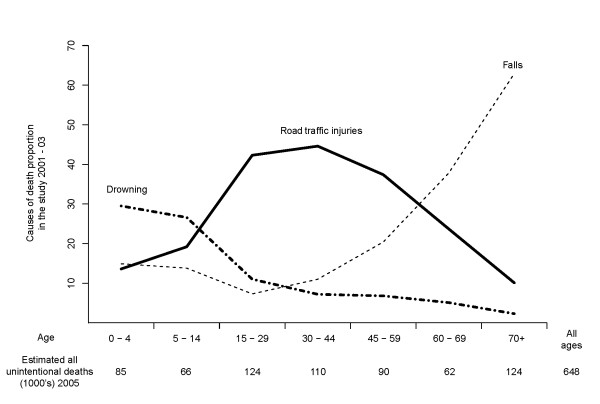 Causes of death proportion
in the study 2001 - 03
70
60
50
40
30
20
10
Falls
Road traffic injuries
Drowning
Age 0 – 4 5 – 14 15 – 29 30 – 44 45 – 59 60 – 69 70+ All
ages
Estimated all
unintentional deaths 85 66 124 110 90 62 124 648
(1000's) 2005